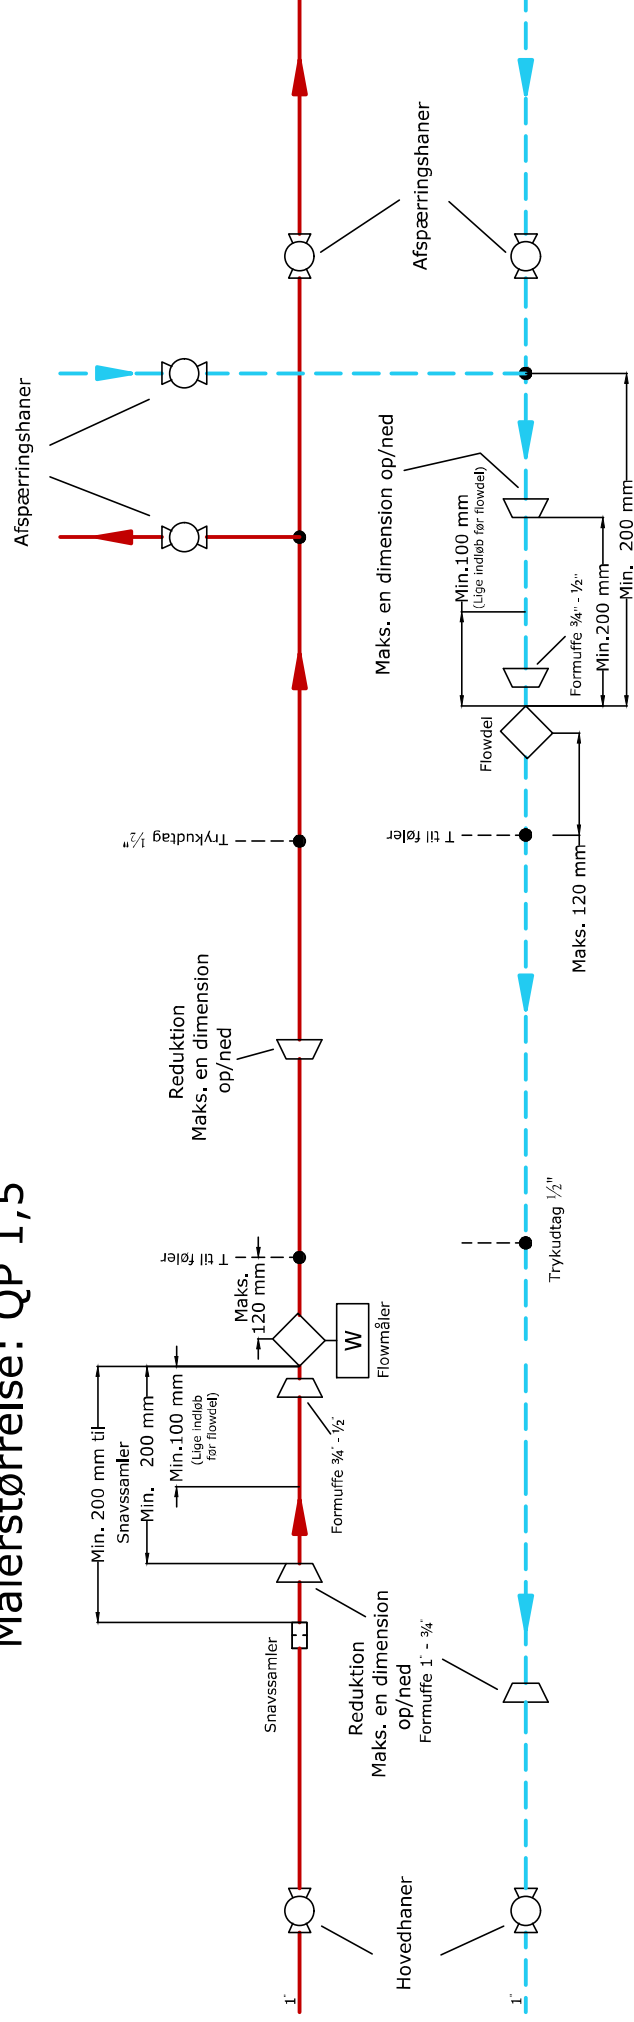 Målerstørrelse: QP 1,5
Afspærringshaner
Afspærringshaner
Maks. en dimension op/ned
Min.100 mm
(Lige indløb før flowdel)
Formuffe ¾" - ½"
Min.200 mm
Min. 200 mm
Flowdel
T til føler
Maks. 120 mm
Trykudtag ½"
Reduktion
Maks. en dimension
op/ned
T til føler
Maks.
120 mm
W
Flowmåler
Trykudtag ½"
Min. 200 mm til
Snavssamler
Min. 200 mm
Min.100 mm
(Lige indløb
før flowdel)
Formuffe ¾" - ½"
Snavssamler
Reduktion
Maks. en dimension
op/ned
Formuffe 1" - ¾"
Hovedhaner
1"
1"